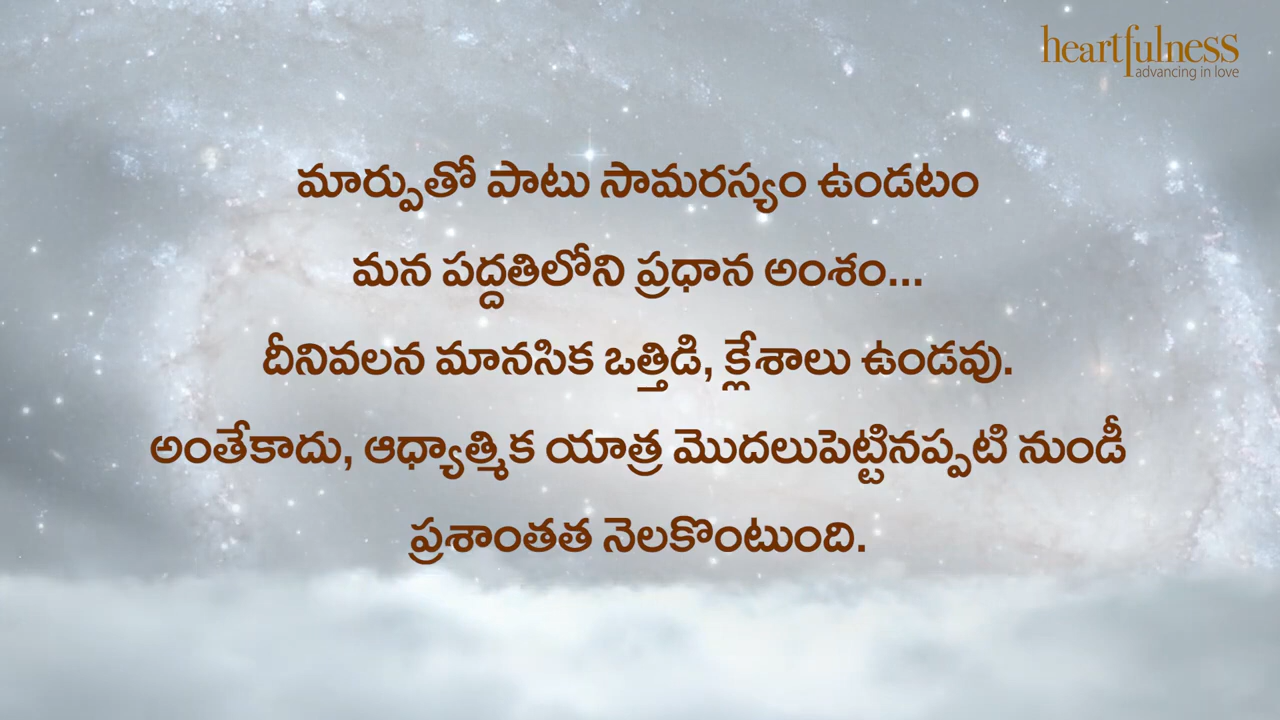 heartfulness
advancing in love
మార్పుతో పాటు సామరస్యం ఉండటం
మన పద్దతిలోని ప్రధాన అంశం...
దీనివలన మానసిక ఒత్తిడి, క్లేశాలు ఉండవు.
అంతేకాదు, ఆధ్యాత్మిక యాత్ర మొదలుపెట్టినప్పటి నుండీ
ప్రశాంతత నెలకొంటుంది.